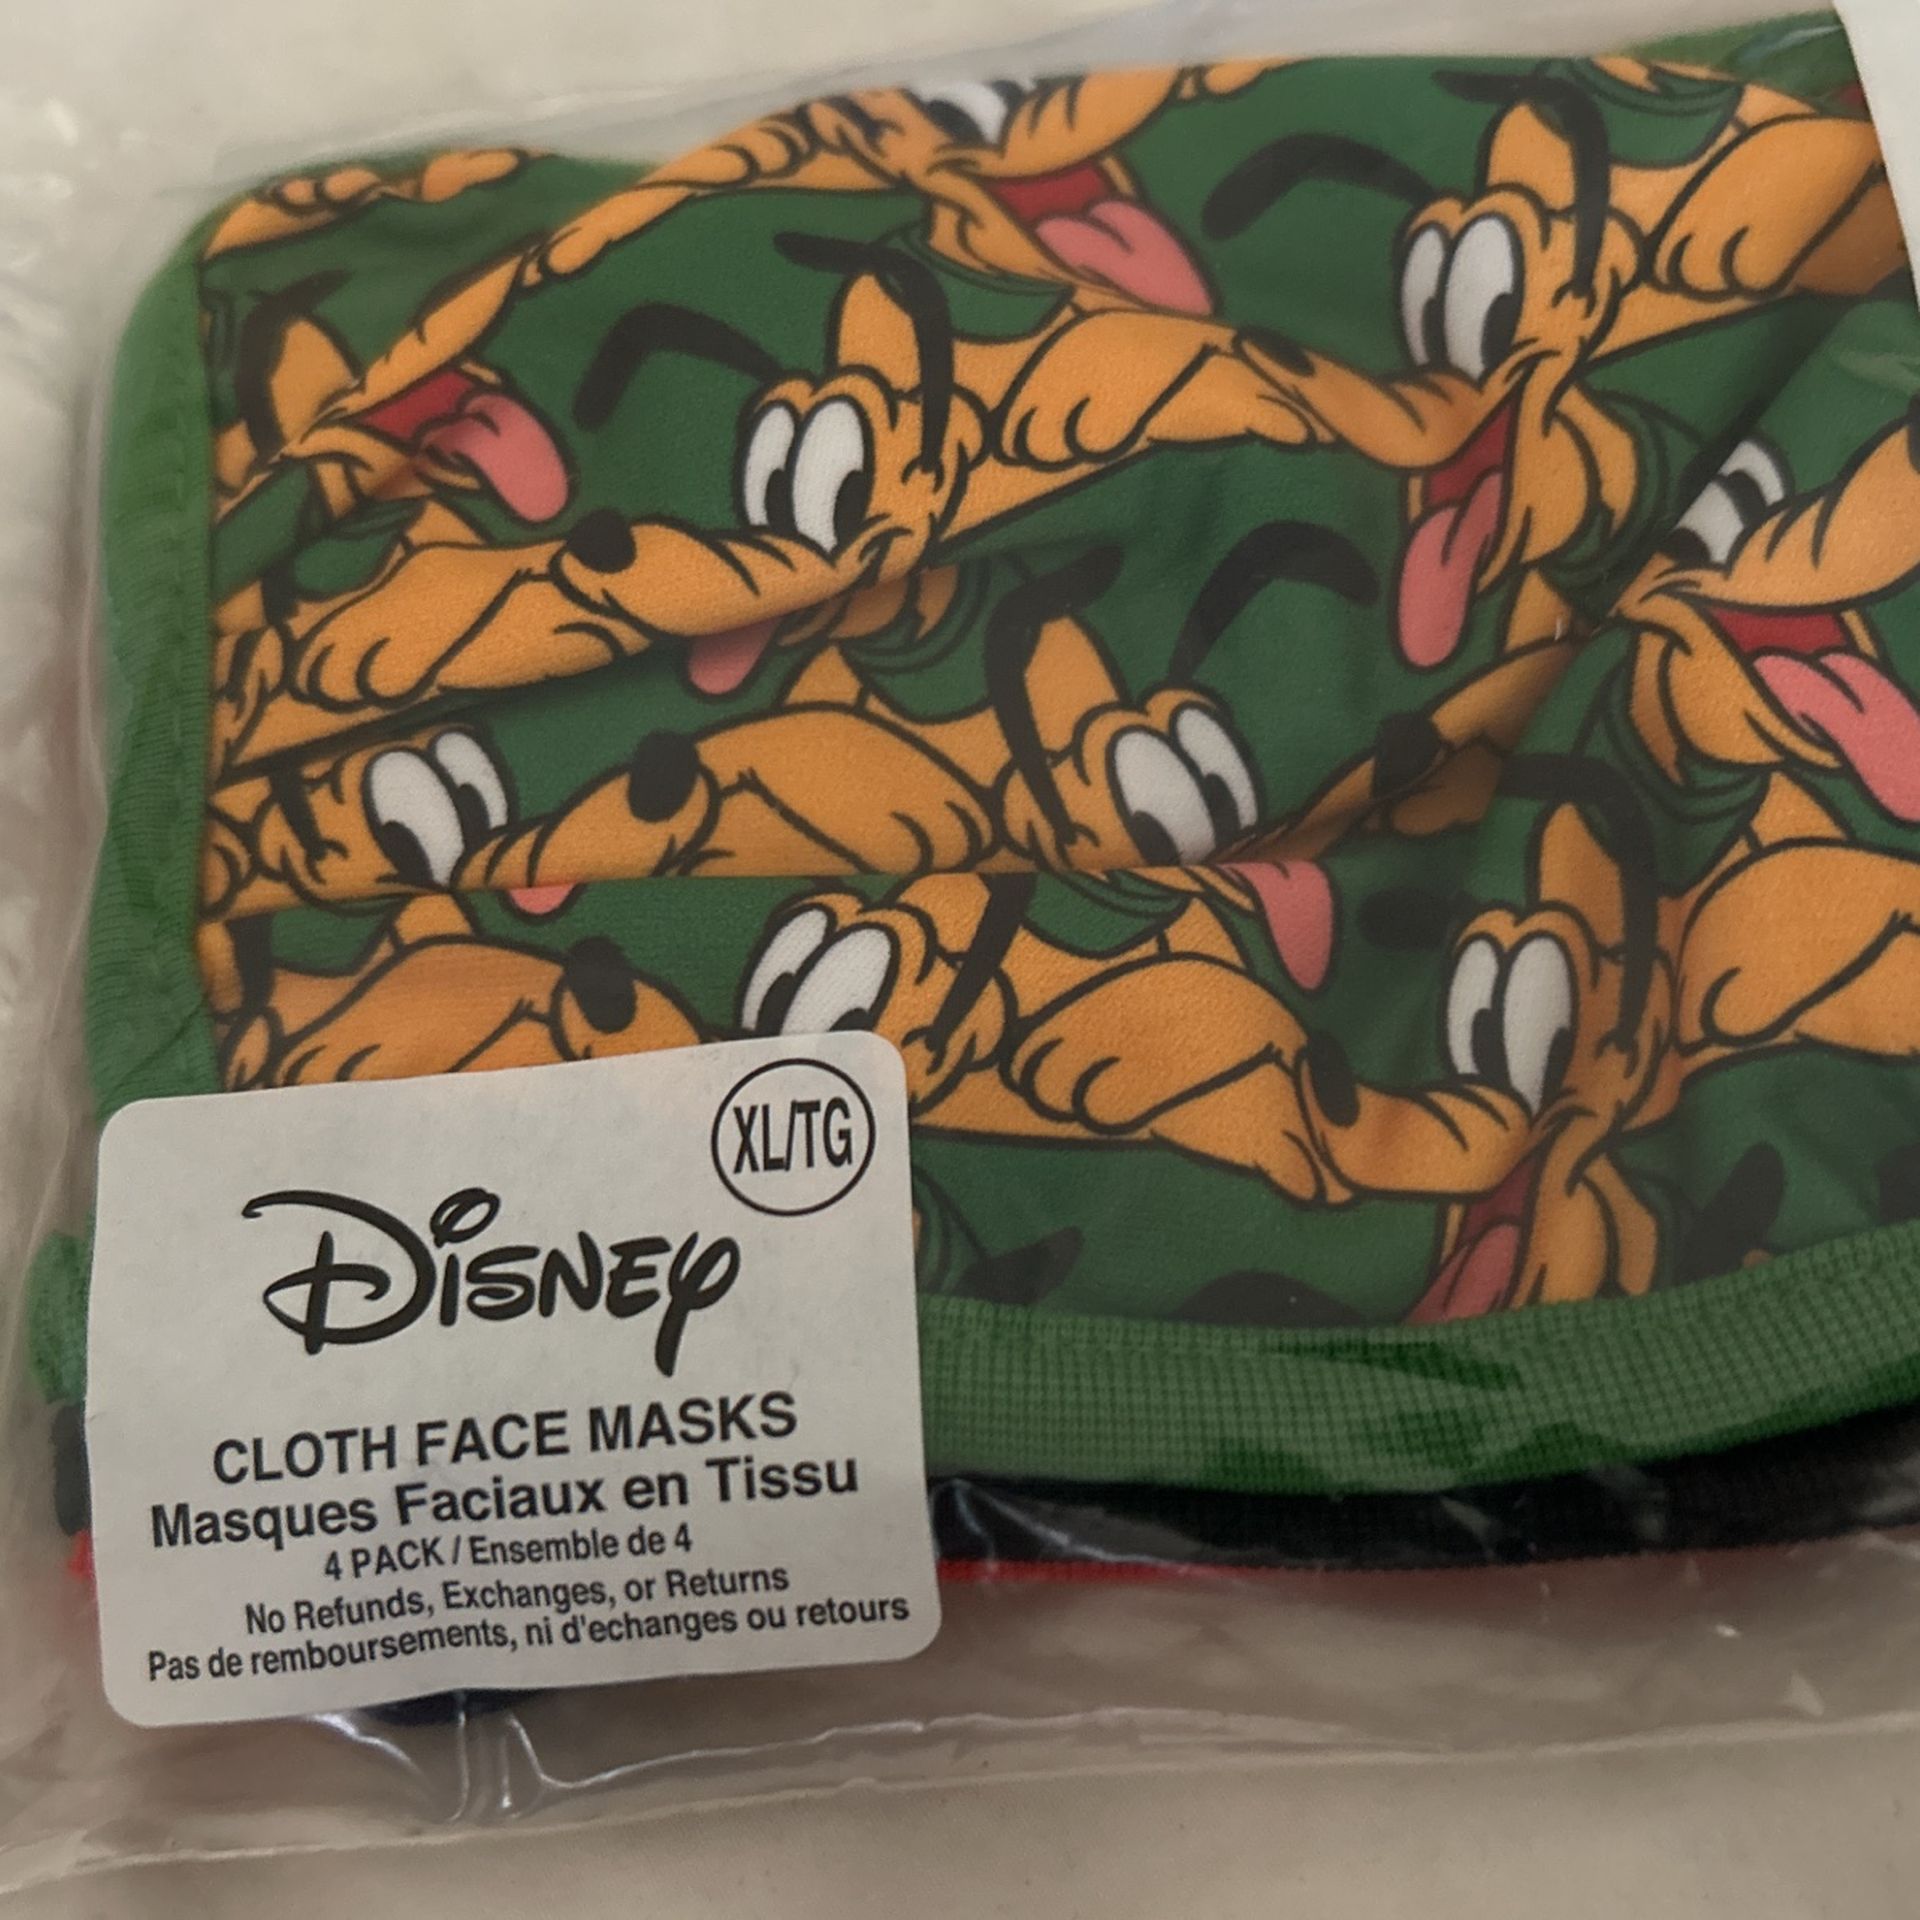 XL/TG
Disney
CLOTH FACE MASKS
Masques Faciaux en Tissu
4 PACK / Ensemble de 4
No Refunds, Exchanges, or Returns
Pas de remboursements, ni d'echanges ou retours